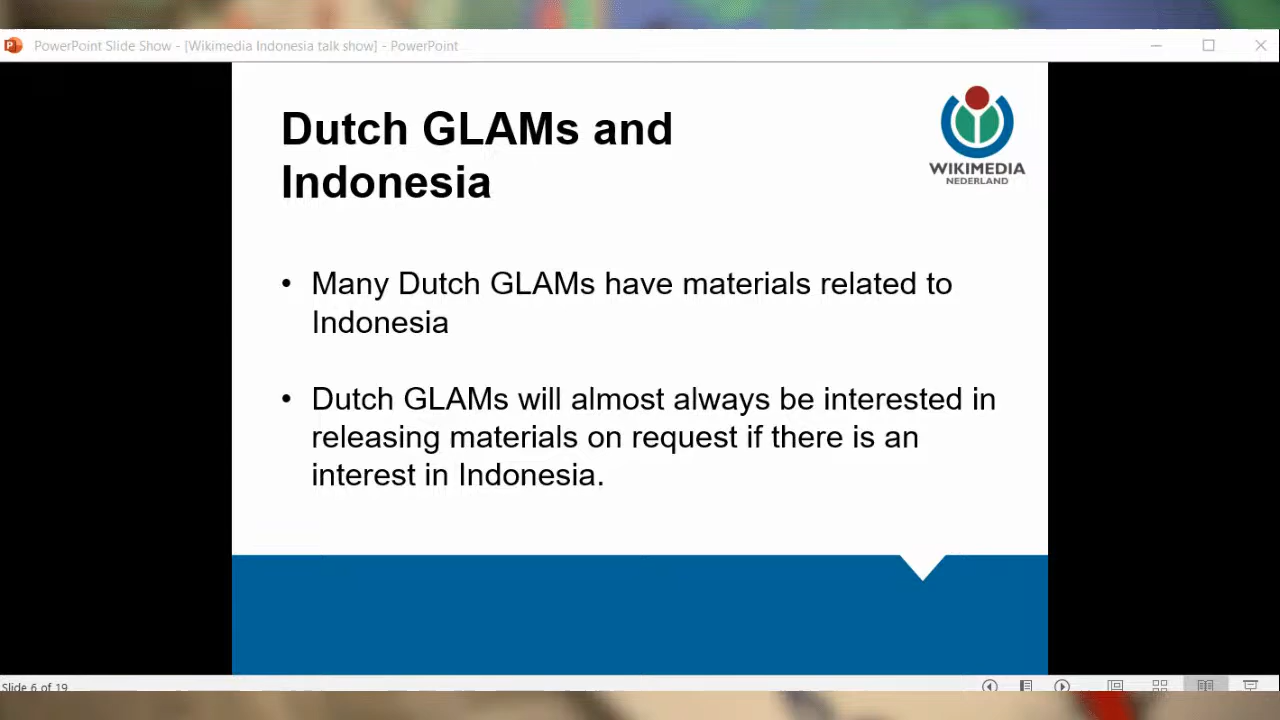 PowerPoint Slide Show - [Wikimedia Indonesia talk show] - PowerPoint
Dutch GLAMs and
Indonesia
WIKIMEDIA
NEDERLAND
• Many Dutch GLAMs have materials related to
Indonesia
• Dutch GLAMs will almost always be interested in
releasing materials on request if there is an
interest in Indonesia.
Slide 6 of 19